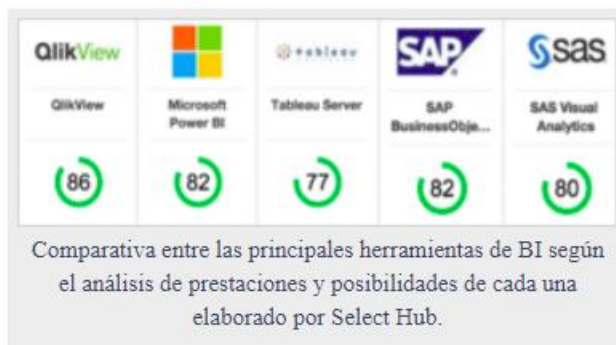 QlikView
SAP
sas
QlikView
Microsoft
Power BI
Tableau Server
SAP
BusinessObje...
SAS Visual
Analytics
86
82
77
82
80
Comparativa entre las principales herramientas de BI según
el análisis de prestaciones y posibilidades de cada una
elaborado por Select Hub.